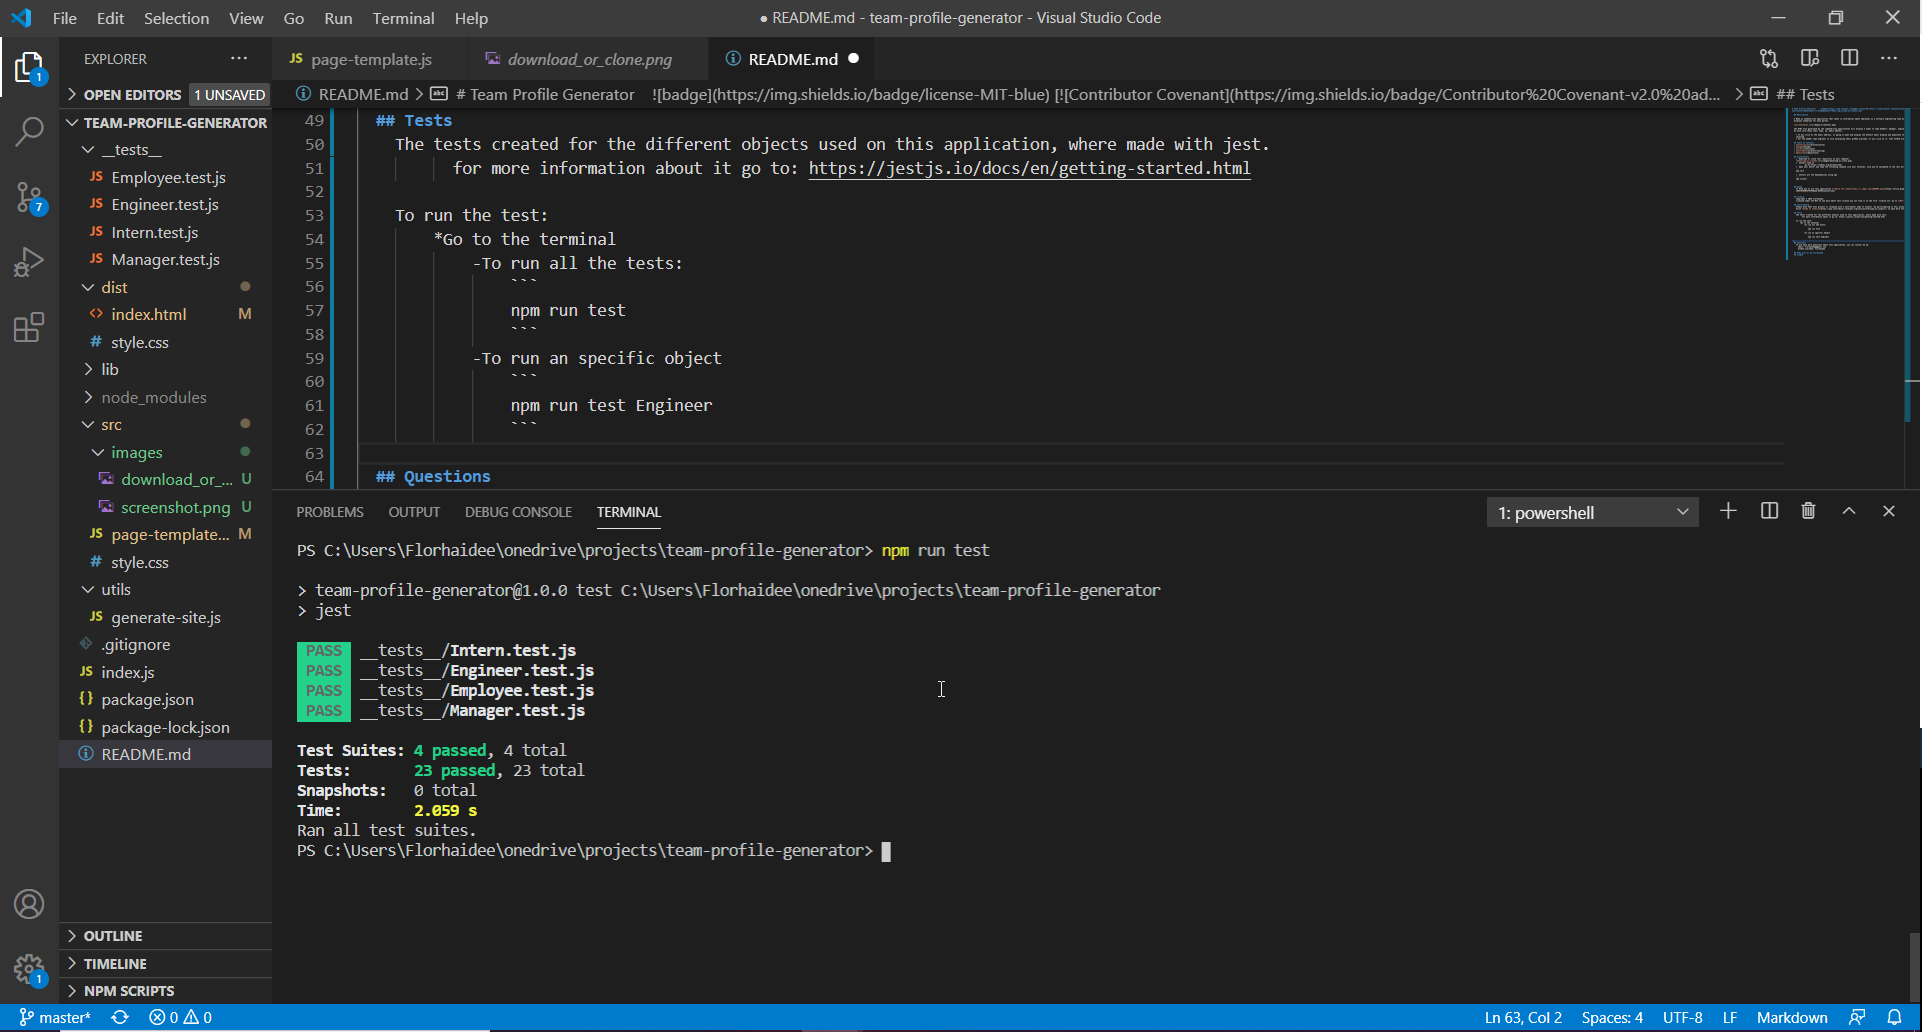 File Edit Selection View Go Run Terminal Help
● README.md - team-profile-generator - Visual Studio Code
EXPLORER ···
JS page-template.js
download_or_clone.png
README.md ●
OPEN EDITORS 1 UNSAVED
TEAM-PROFILE-GENERATOR
__tests__
JS Employee.test.js
JS Engineer.test.js
JS Intern.test.js
JS Manager.test.js
dist
<> index.html M
# style.css
lib
node_modules
src
images
download_or_... U
screenshot.png U
JS page-template... M
# style.css
utils
JS generate-site.js
.gitignore
JS index.js
{} package.json
{} package-lock.json
README.md
OUTLINE
TIMELINE
NPM SCRIPTS
1
7
1
README.md > # Team Profile Generator ![badge](https://img.shields.io/badge/license-MIT-blue) [![Contributor Covenant](https://img.shields.io/badge/Contributor%20Covenant-v2.0%20ad... > ## Tests
49 ## Tests
50 The tests created for the different objects used on this application, where made with jest.
51 for more information about it go to: https://jestjs.io/docs/en/getting-started.html
52
53 To run the test:
54 *Go to the terminal
55 -To run all the tests:
56 ```
57 npm run test
58 ```
59 -To run an specific object
60 ```
61 npm run test Engineer
62 ```
63
64 ## Questions
PROBLEMS OUTPUT DEBUG CONSOLE TERMINAL
1: powershell
PS C:\Users\Florhaidee\onedrive\projects\team-profile-generator> npm run test
> team-profile-generator@1.0.0 test C:\Users\Florhaidee\onedrive\projects\team-profile-generator
> jest
PASS __tests__/Intern.test.js
PASS __tests__/Engineer.test.js
PASS __tests__/Employee.test.js
PASS __tests__/Manager.test.js
Test Suites: 4 passed, 4 total
Tests: 23 passed, 23 total
Snapshots: 0 total
Time: 2.059 s
Ran all test suites.
PS C:\Users\Florhaidee\onedrive\projects\team-profile-generator>
master* 0 0
Ln 63, Col 2 Spaces: 4 UTF-8 LF Markdown